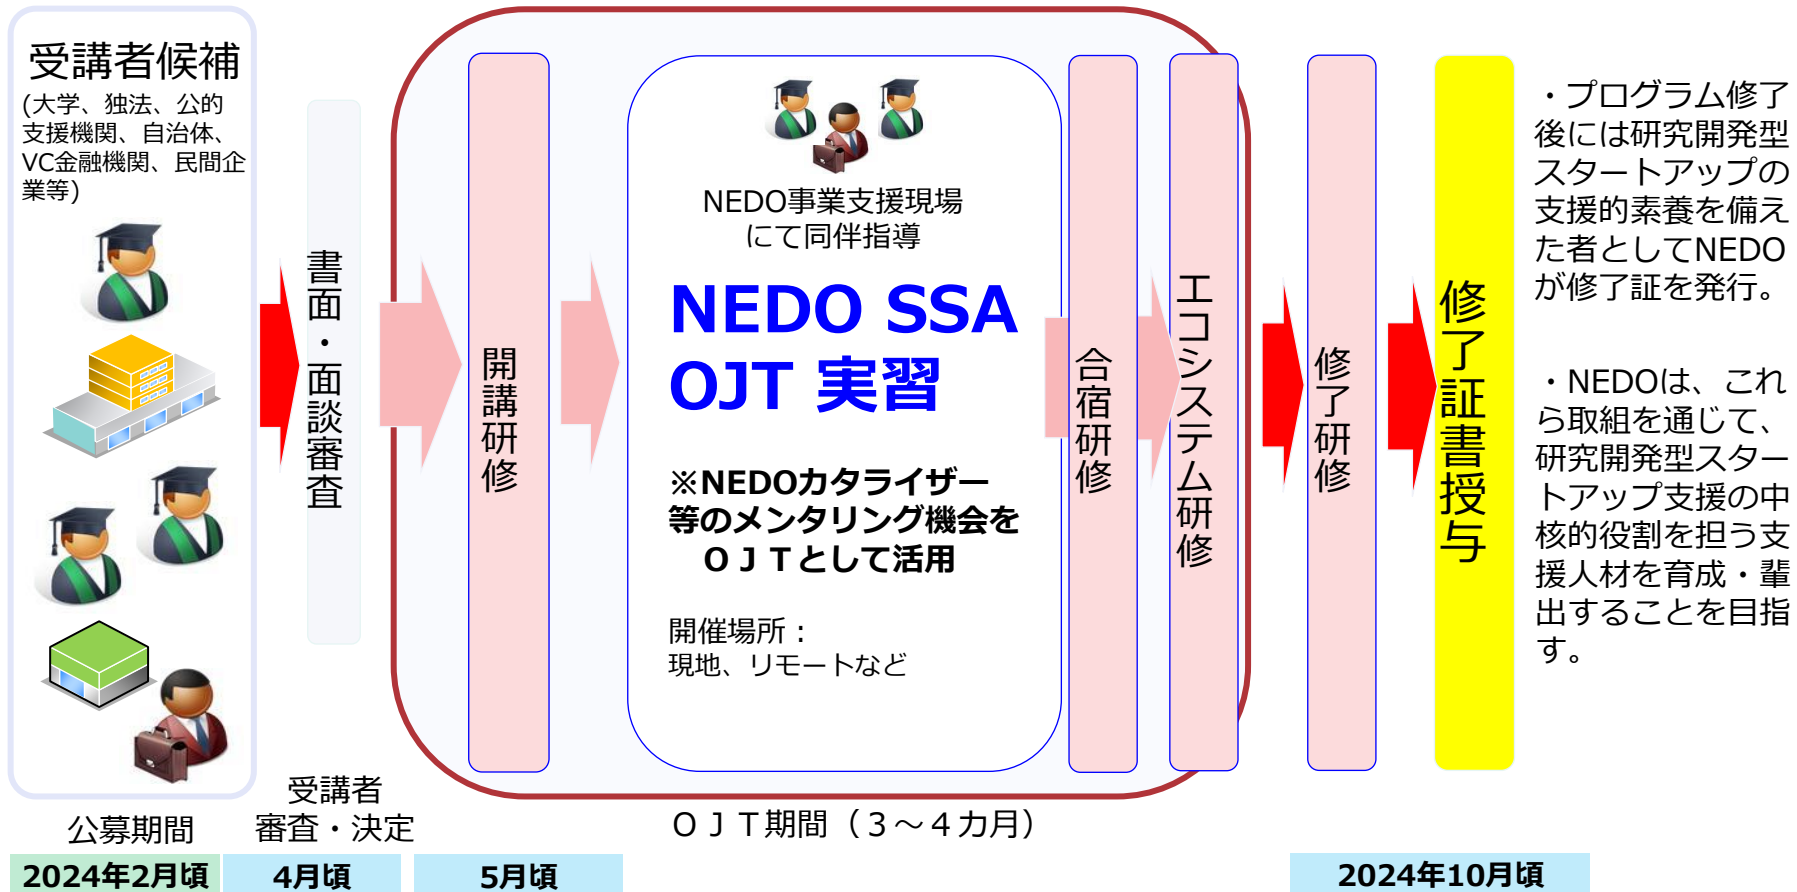 受講者候補
(大学、独法、公的
支援機関、自治体、
VC金融機関、民間企
業等)
公募期間
2024年2月頃
書面・面談審査
受講者
審査・決定
4月頃
開講研修
5月頃
NEDO事業支援現場
にて同伴指導
NEDO SSA
OJT 実習
※NEDOカタライザー
等のメンタリング機会を
ＯＪＴとして活用
開催場所：
現地、リモートなど
合宿研修
エコシステム研修
ＯＪＴ期間（３～４カ月）
修了研修
修了証書授与
2024年10月頃
・プログラム修了
後には研究開発型
スタートアップの
支援的素養を備え
た者としてNEDO
が修了証を発行。
・NEDOは、これ
ら取組を通じて、
研究開発型スター
トアップ支援の中
核的役割を担う支
援人材を育成・輩
出することを目指
す。